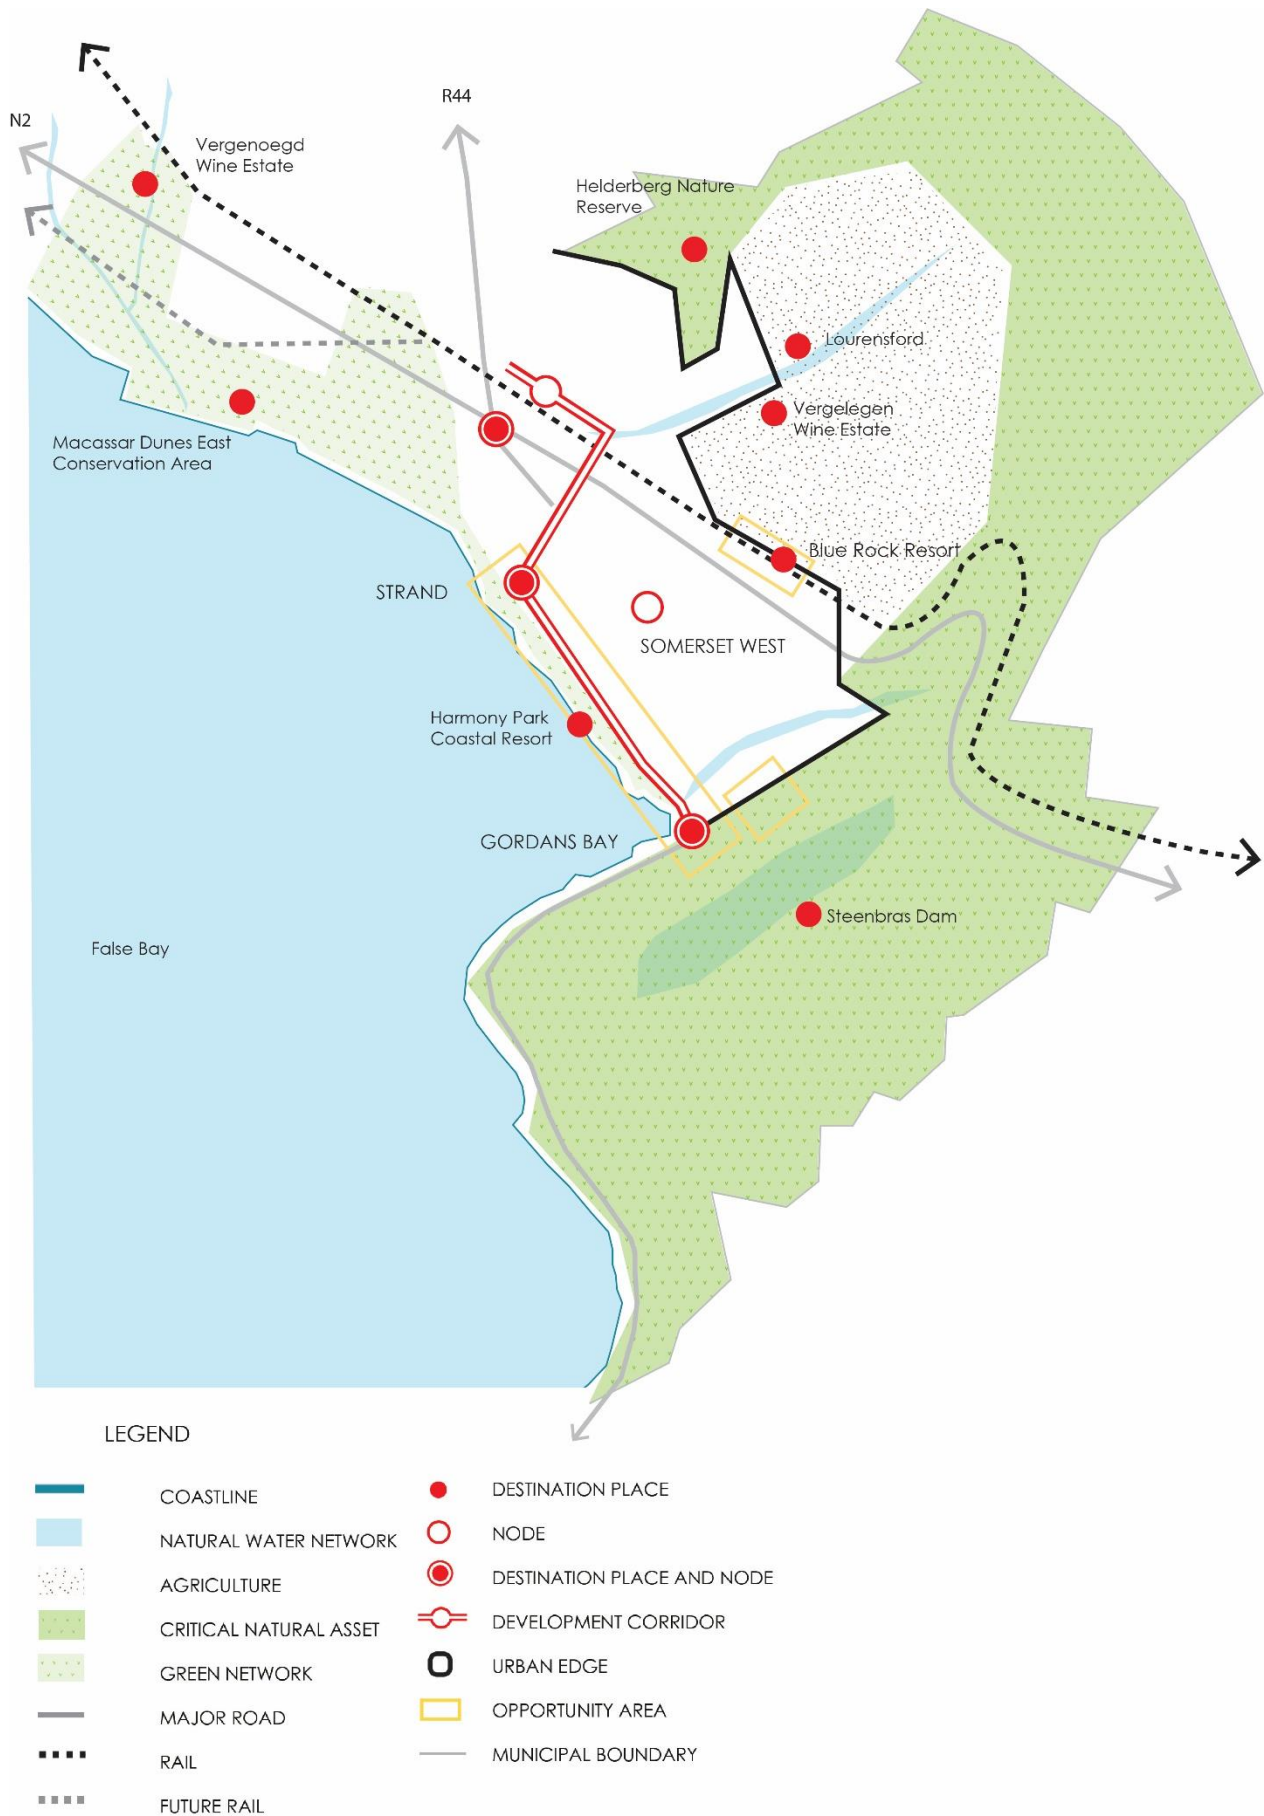 R44
N2
Vergenoegd
Wine Estate
Helderberg Nature
Reserve
Lourensford
Vergelegen
Wine Estate
Macassar Dunes East
Conservation Area
Blue Rock Resort
STRAND
SOMERSET WEST
Harmony Park
Coastal Resort
GORDANS BAY
Steenbras Dam
False Bay
LEGEND
COASTLINE
NATURAL WATER NETWORK
AGRICULTURE
CRITICAL NATURAL ASSET
GREEN NETWORK
MAJOR ROAD
RAIL
FUTURE RAIL
DESTINATION PLACE
NODE
DESTINATION PLACE AND NODE
DEVELOPMENT CORRIDOR
URBAN EDGE
OPPORTUNITY AREA
MUNICIPAL BOUNDARY